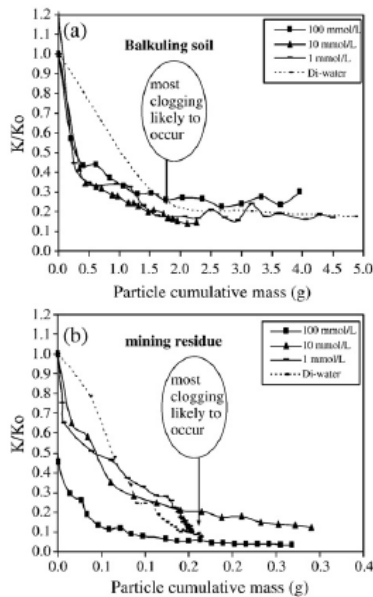 (a)
Balkuling soil
100 mmol/L
10 mmol/L
1 mmol/L
Di-water
most
clogging
likely to
occur
K/Ko
1.2
1.1
1.0
0.9
0.8
0.7
0.6
0.5
0.4
0.3
0.2
0.1
0.0
0.0 0.5 1.0 1.5 2.0 2.5 3.0 3.5 4.0 4.5 5.0
Particle cumulative mass (g)
(b)
mining residue
100 mmol/L
10 mmol/L
1 mmol/L
Di-water
most
clogging
likely to
occur
K/Ko
1.2
1.1
1.0
0.9
0.8
0.7
0.6
0.5
0.4
0.3
0.2
0.1
0.0
0.0 0.1 0.1 0.2 0.2 0.3 0.3 0.4
Particle cumulative mass (g)